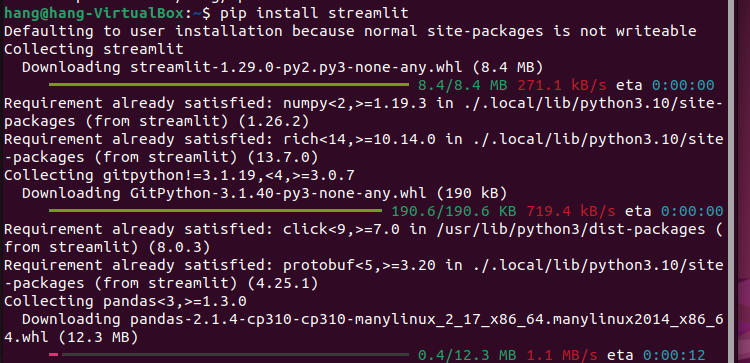 hang@hang-VirtualBox:~$ pip install streamlit
Defaulting to user installation because normal site-packages is not writeable
Collecting streamlit
  Downloading streamlit-1.29.0-py2.py3-none-any.whl (8.4 MB)
8.4/8.4 MB 271.1 kB/s eta 0:00:00
Requirement already satisfied: numpy<2,>=1.19.3 in ./.local/lib/python3.10/site-
packages (from streamlit) (1.26.2)
Requirement already satisfied: rich<14,>=10.14.0 in ./.local/lib/python3.10/site
-packages (from streamlit) (13.7.0)
Collecting gitpython!=3.1.19,<4,>=3.0.7
  Downloading GitPython-3.1.40-py3-none-any.whl (190 kB)
190.6/190.6 KB 719.4 kB/s eta 0:00:00
Requirement already satisfied: click<9,>=7.0 in /usr/lib/python3/dist-packages (
from streamlit) (8.0.3)
Requirement already satisfied: protobuf<5,>=3.20 in ./.local/lib/python3.10/site
-packages (from streamlit) (4.25.1)
Collecting pandas<3,>=1.3.0
  Downloading pandas-2.1.4-cp310-cp310-manylinux_2_17_x86_64.manylinux2014_x86_6
4.whl (12.3 MB)
0.4/12.3 MB 1.1 MB/s eta 0:00:12